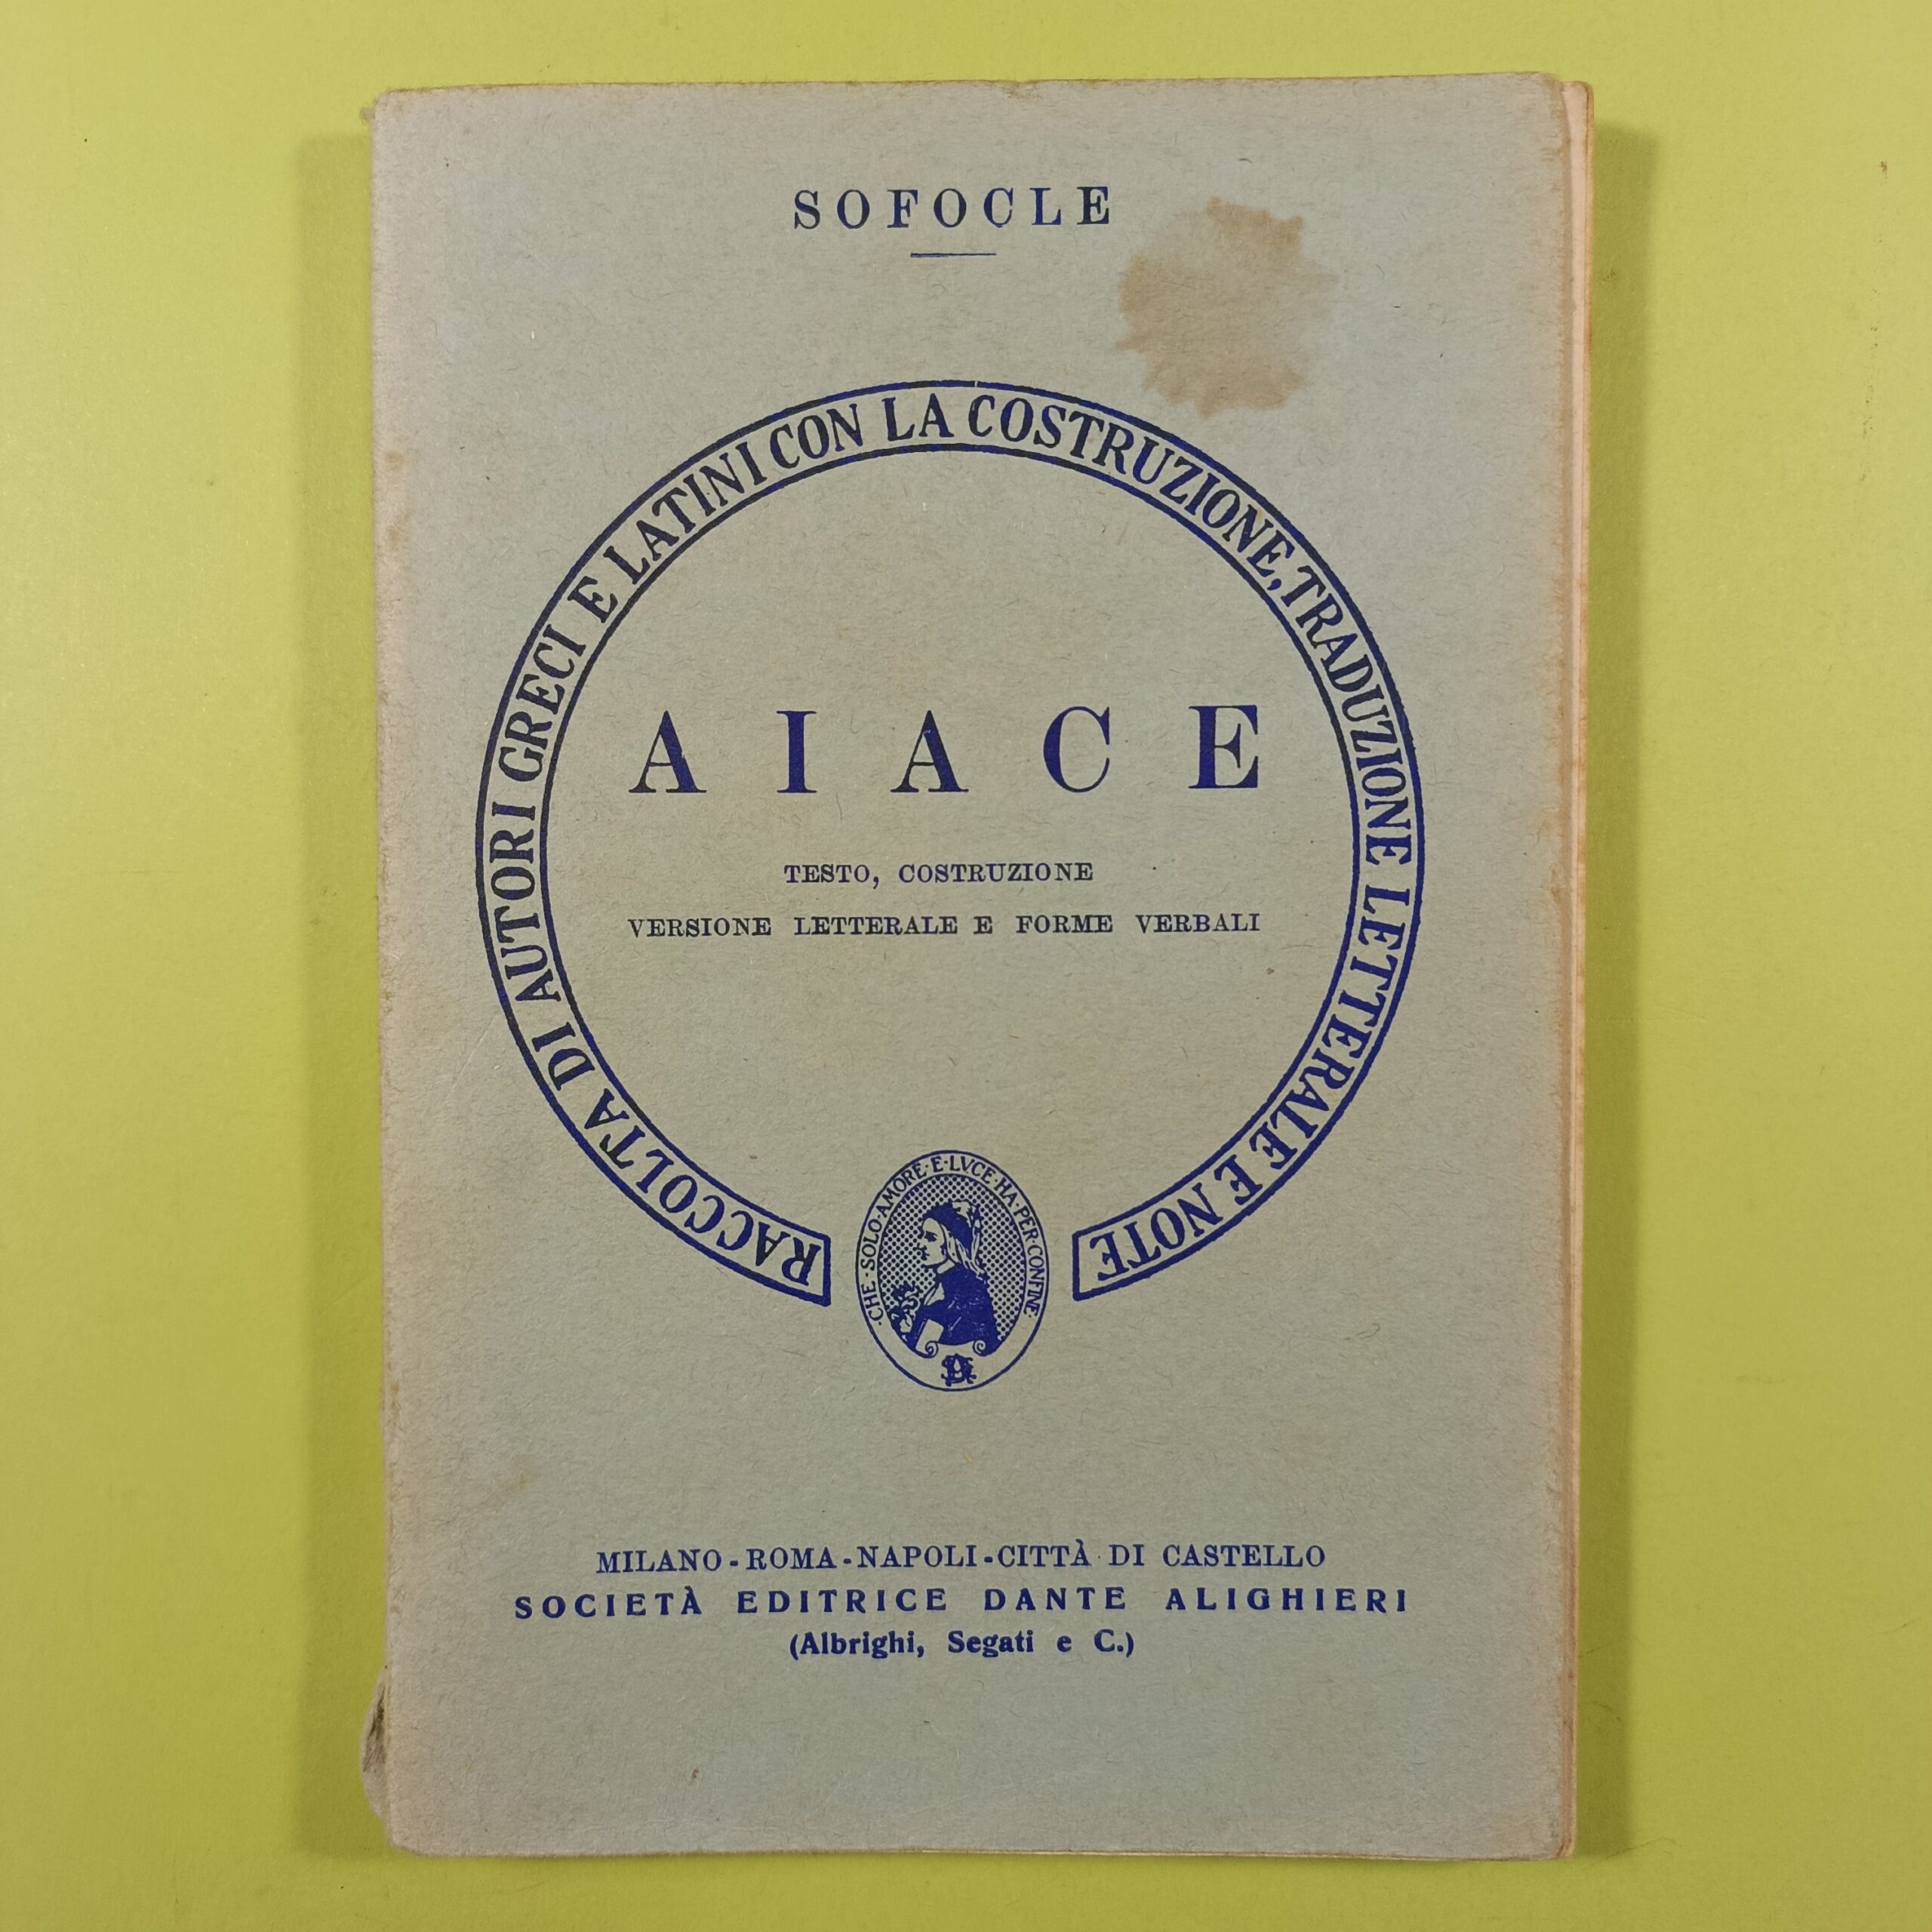 SOFOCLE
RACCOLTA DI AUTORI GRECI E LATINI CON LA COSTRUZIONE, TRADUZIONE LETTERALE E NOTE
AIACE
TESTO, COSTRUZIONE
VERSIONE LETTERALE E FORME VERBALI
·CHE·SOLO·AMORE·E·LVCE·HA·PER·CONFINE·
MILANO-ROMA-NAPOLI-CITTÀ DI CASTELLO
SOCIETÀ EDITRICE DANTE ALIGHIERI
(Albrighi, Segati e C.)